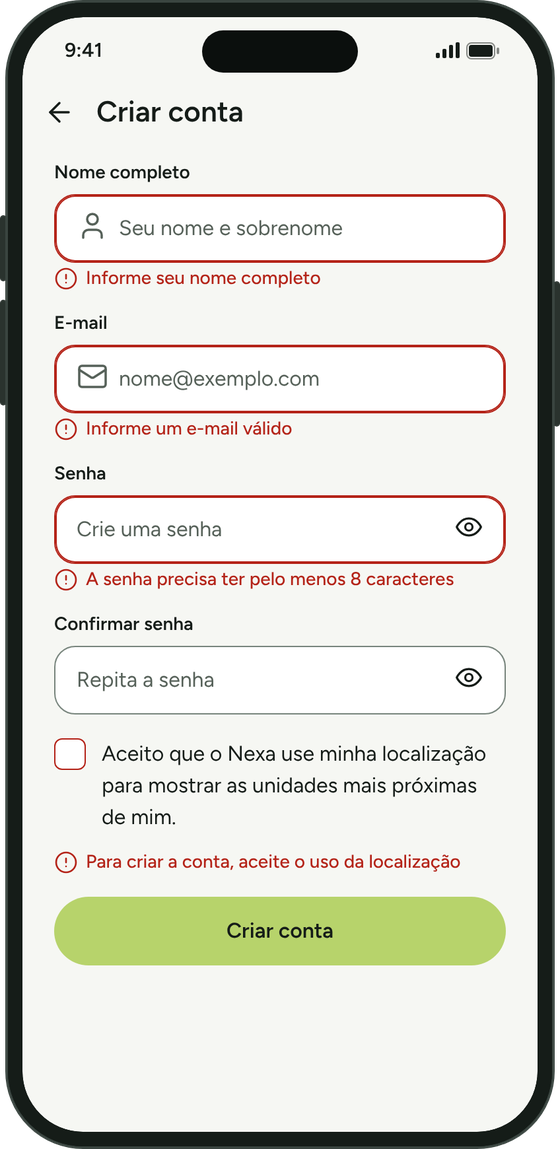 9:41
Criar conta
Nome completo
Seu nome e sobrenome
Informe seu nome completo
E-mail
nome@exemplo.com
Informe um e-mail válido
Senha
Crie uma senha
A senha precisa ter pelo menos 8 caracteres
Confirmar senha
Repita a senha
Aceito que o Nexa use minha localização
para mostrar as unidades mais próximas
de mim.
Para criar a conta, aceite o uso da localização
Criar conta